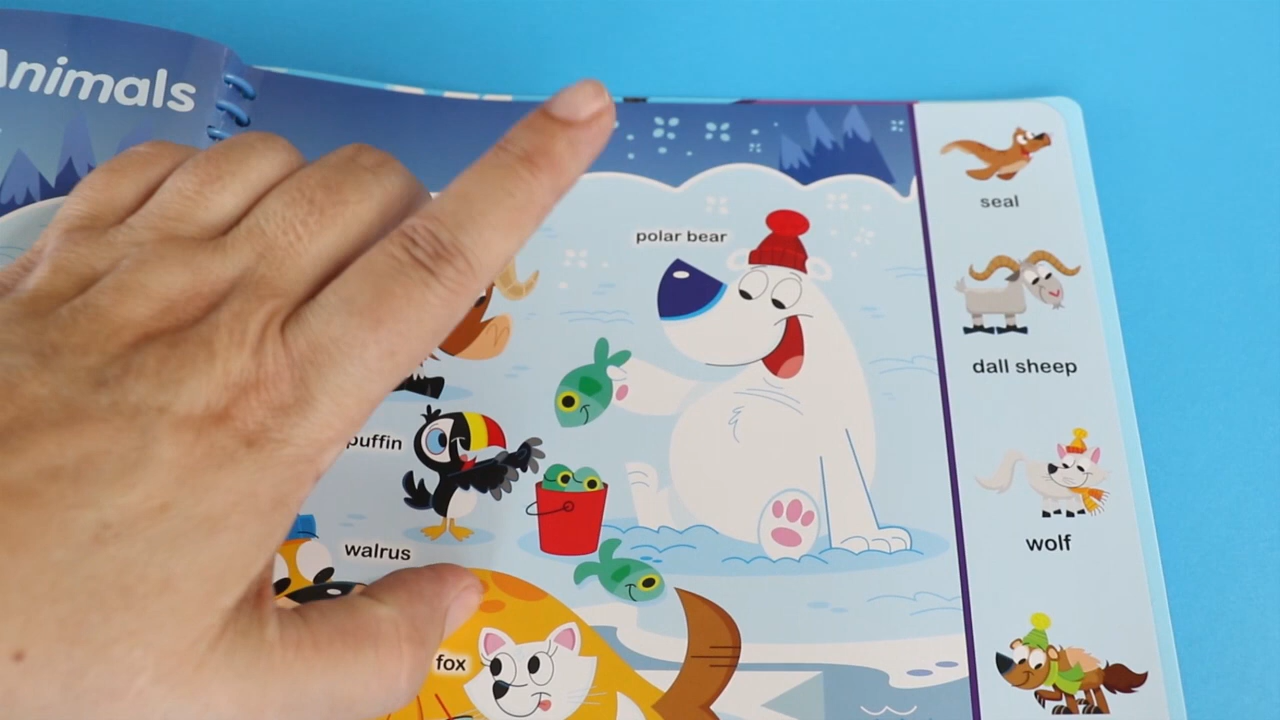 Animals
polar bear
puffin
walrus
fox
seal
dall sheep
wolf